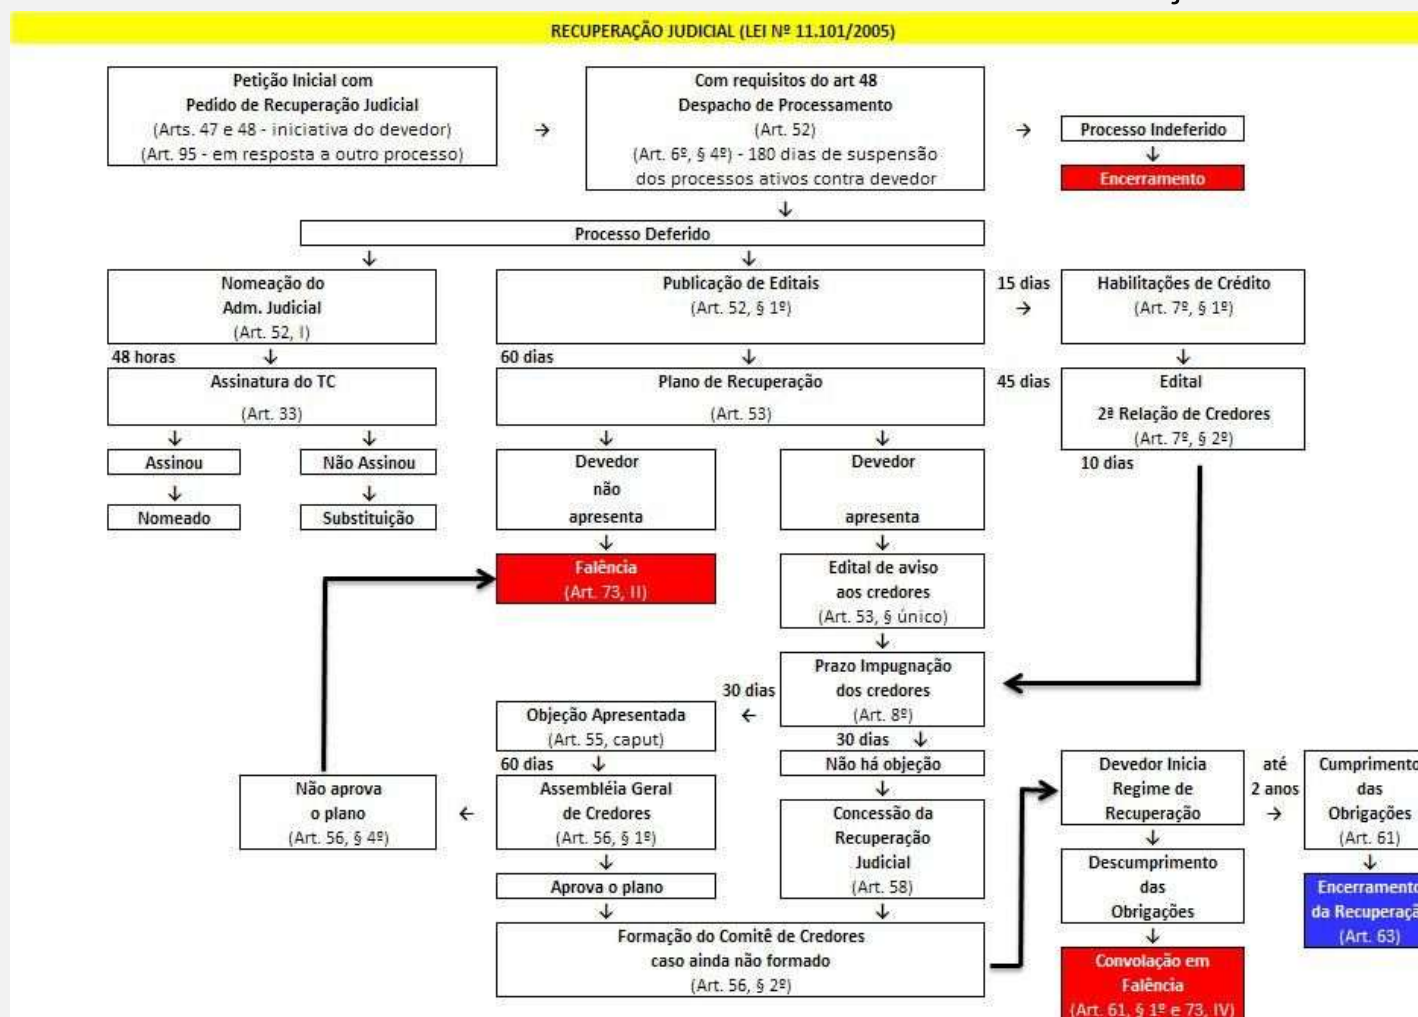 RECUPERAÇÃO JUDICIAL (LEI Nº 11.101/2005)
Petição Inicial com
Pedido de Recuperação Judicial
(Arts. 47 e 48 - iniciativa do devedor)
(Art. 95 - em resposta a outro processo)
→
Com requisitos do art 48
Despacho de Processamento
(Art. 52)
(Art. 6º, § 4º) - 180 dias de suspensão
dos processos ativos contra devedor
→
Processo Indeferido
↓
Encerramento
↓
Processo Deferido
↓
↓
Nomeação do
Adm. Judicial
(Art. 52, I)
Publicação de Editais
(Art. 52, § 1º)
15 dias
→
Habilitações de Crédito
(Art. 7º, § 1º)
48 horas
↓
60 dias
↓
↓
Assinatura do TC
(Art. 33)
Plano de Recuperação
(Art. 53)
45 dias
Edital
2ª Relação de Credores
(Art. 7º, § 2º)
10 dias
↓
↓
↓
↓
Assinou
Não Assinou
Devedor
não
apresenta
Devedor
apresenta
↓
↓
Nomeado
Substituição
↓
↓
Falência
(Art. 73, II)
Edital de aviso
aos credores
(Art. 53, § único)
↓
Prazo Impugnação
dos credores
(Art. 8º)
30 dias
←
Objeção Apresentada
(Art. 55, caput)
30 dias ↓
Não há objeção
60 dias ↓
Assembléia Geral
de Credores
(Art. 56, § 1º)
←
Não aprova
o plano
(Art. 56, § 4º)
↓
Aprova o plano
↓
↓
Concessão da
Recuperação
Judicial
(Art. 58)
↓
Formação do Comitê de Credores
caso ainda não formado
(Art. 56, § 2º)
Devedor Inicia
Regime de
Recuperação
até
2 anos
→
Cumprimento
das
Obrigações
(Art. 61)
↓
Descumprimento
das
Obrigações
↓
Convolação em
Falência
(Art. 61, § 1º e 73, IV)
↓
Encerramento
da Recuperaçã
(Art. 63)